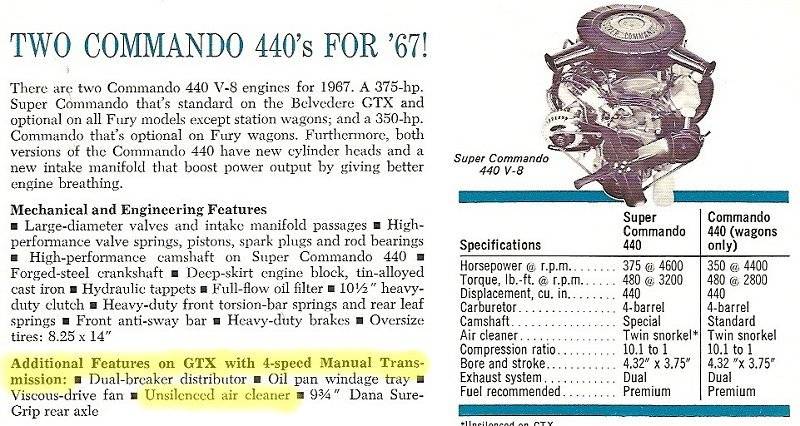 TWO COMMANDO 440's FOR '67!
There are two Commando 440 V-8 engines for 1967. A 375-hp.
Super Commando that's standard on the Belvedere GTX and
optional on all Fury models except station wagons; and a 350-hp.
Commando that's optional on Fury wagons. Furthermore, both
versions of the Commando 440 have new cylinder heads and a
new intake manifold that boost power output by giving better
engine breathing.
Mechanical and Engineering Features
■ Large-diameter valves and intake manifold passages ■ High-
performance valve springs, pistons, spark plugs and rod bearings
■ High-performance camshaft on Super Commando 440 ■
Forged-steel crankshaft ■ Deep-skirt engine block, tin-alloyed
cast iron ■ Hydraulic tappets ■ Full-flow oil filter ■ 10½" heavy-
duty clutch ■ Heavy-duty front torsion-bar springs and rear leaf
springs ■ Front anti-sway bar ■ Heavy-duty brakes ■ Oversize
tires: 8.25 x 14"
Additional Features on GTX with 4-speed Manual Trans-
mission: ■ Dual-breaker distributor ■ Oil pan windage tray ■
Viscous-drive fan ■ Unsilenced air cleaner ■ 9¾" Dana Sure-
Grip rear axle
SUPER COMMANDO
Super Commando
440 V-8
Specifications Super Commando 440 Commando 440 (wagons only)
Horsepower @ r.p.m. 375 @ 4600 350 @ 4400
Torque, lb.-ft. @ r.p.m. 480 @ 3200 480 @ 2800
Displacement, cu. in. 440 440
Carburetor 4-barrel 4-barrel
Camshaft Special Standard
Air cleaner Twin snorkel* Twin snorkel
Compression ratio 10.1 to 1 10.1 to 1
Bore and stroke 4.32" x 3.75" 4.32 "x 3.75"
Exhaust system Dual Dual
Fuel recommended Premium Premium
*Unsilenced on GTX